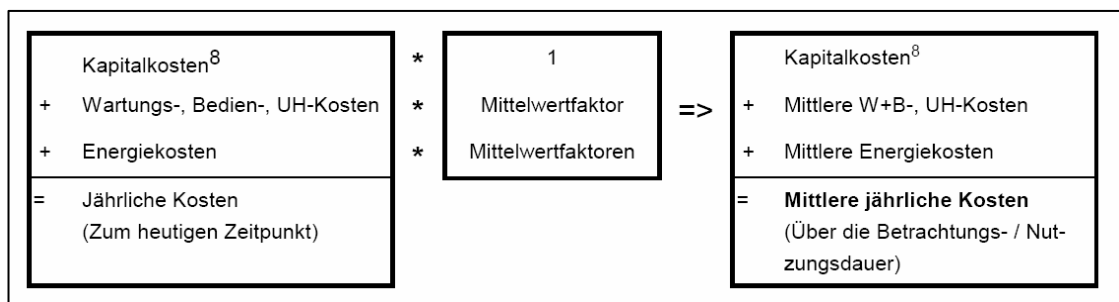 Kapitalkosten⁸ * 1 Kapitalkosten⁸
+ Wartungs-, Bedien-, UH-Kosten * Mittelwertfaktor => + Mittlere W+B-, UH-Kosten
+ Energiekosten * Mittelwertfaktoren + Mittlere Energiekosten
= Jährliche Kosten = Mittlere jährliche Kosten
(Zum heutigen Zeitpunkt) (Über die Betrachtungs- / Nut-
zungsdauer)